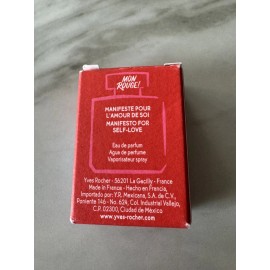 MON
ROUGE!
MANIFESTE POUR
L'AMOUR DE SOI
MANIFESTO FOR
SELF-LOVE
Eau de parfum
Agua de perfume
Vaporisateur spray
Yves Rocher - 56201 La Gacilly - France
Made in France - Hecho en Francia,
Importado por: Y.R. Mexicana, S.A. de C.V.,
Poniente 146 - No. 624, Col. Industrial Vallejo,
C.P. 02300, Ciudad de México
www.yves-rocher.com